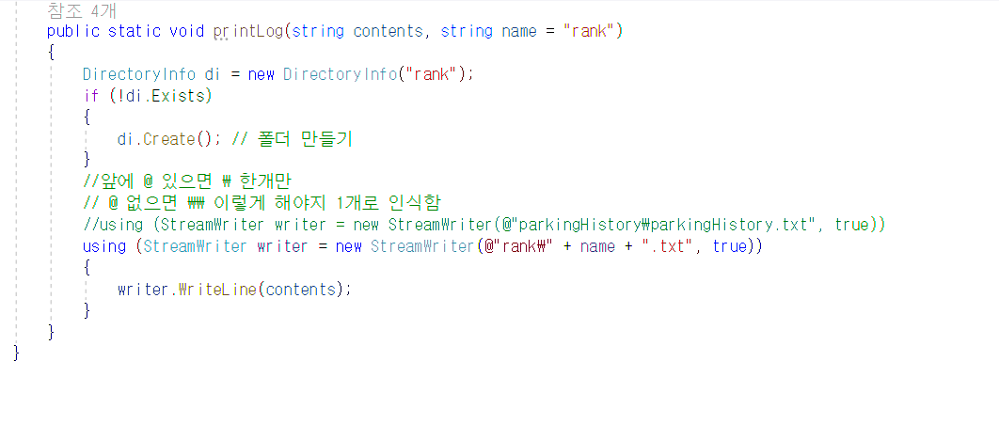 참조 4개
public static void printLog(string contents, string name = "rank")
{
DirectoryInfo di = new DirectoryInfo("rank");
if (!di.Exists)
{
di.Create(); // 폴더 만들기
}
//앞에 @ 있으면 ₩ 한개만
// @ 없으면 ₩₩ 이렇게 해야지 1개로 인식함
//using (StreamWriter writer = new StreamWriter(@"parkingHistory₩parkingHistory.txt", true))
using (StreamWriter writer = new StreamWriter(@"rank₩" + name + ".txt", true))
{
writer.WriteLine(contents);
}
}
}